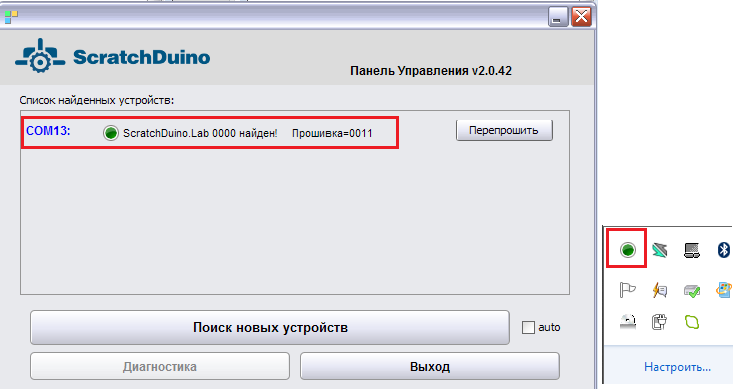 ScratchDuino
Панель Управления v2.0.42
Список найденных устройств:
COM13: ScratchDuino.Lab 0000 найден! Прошивка=0011 Перепрошить
Поиск новых устройств auto
Диагностика Выход
Настроить...